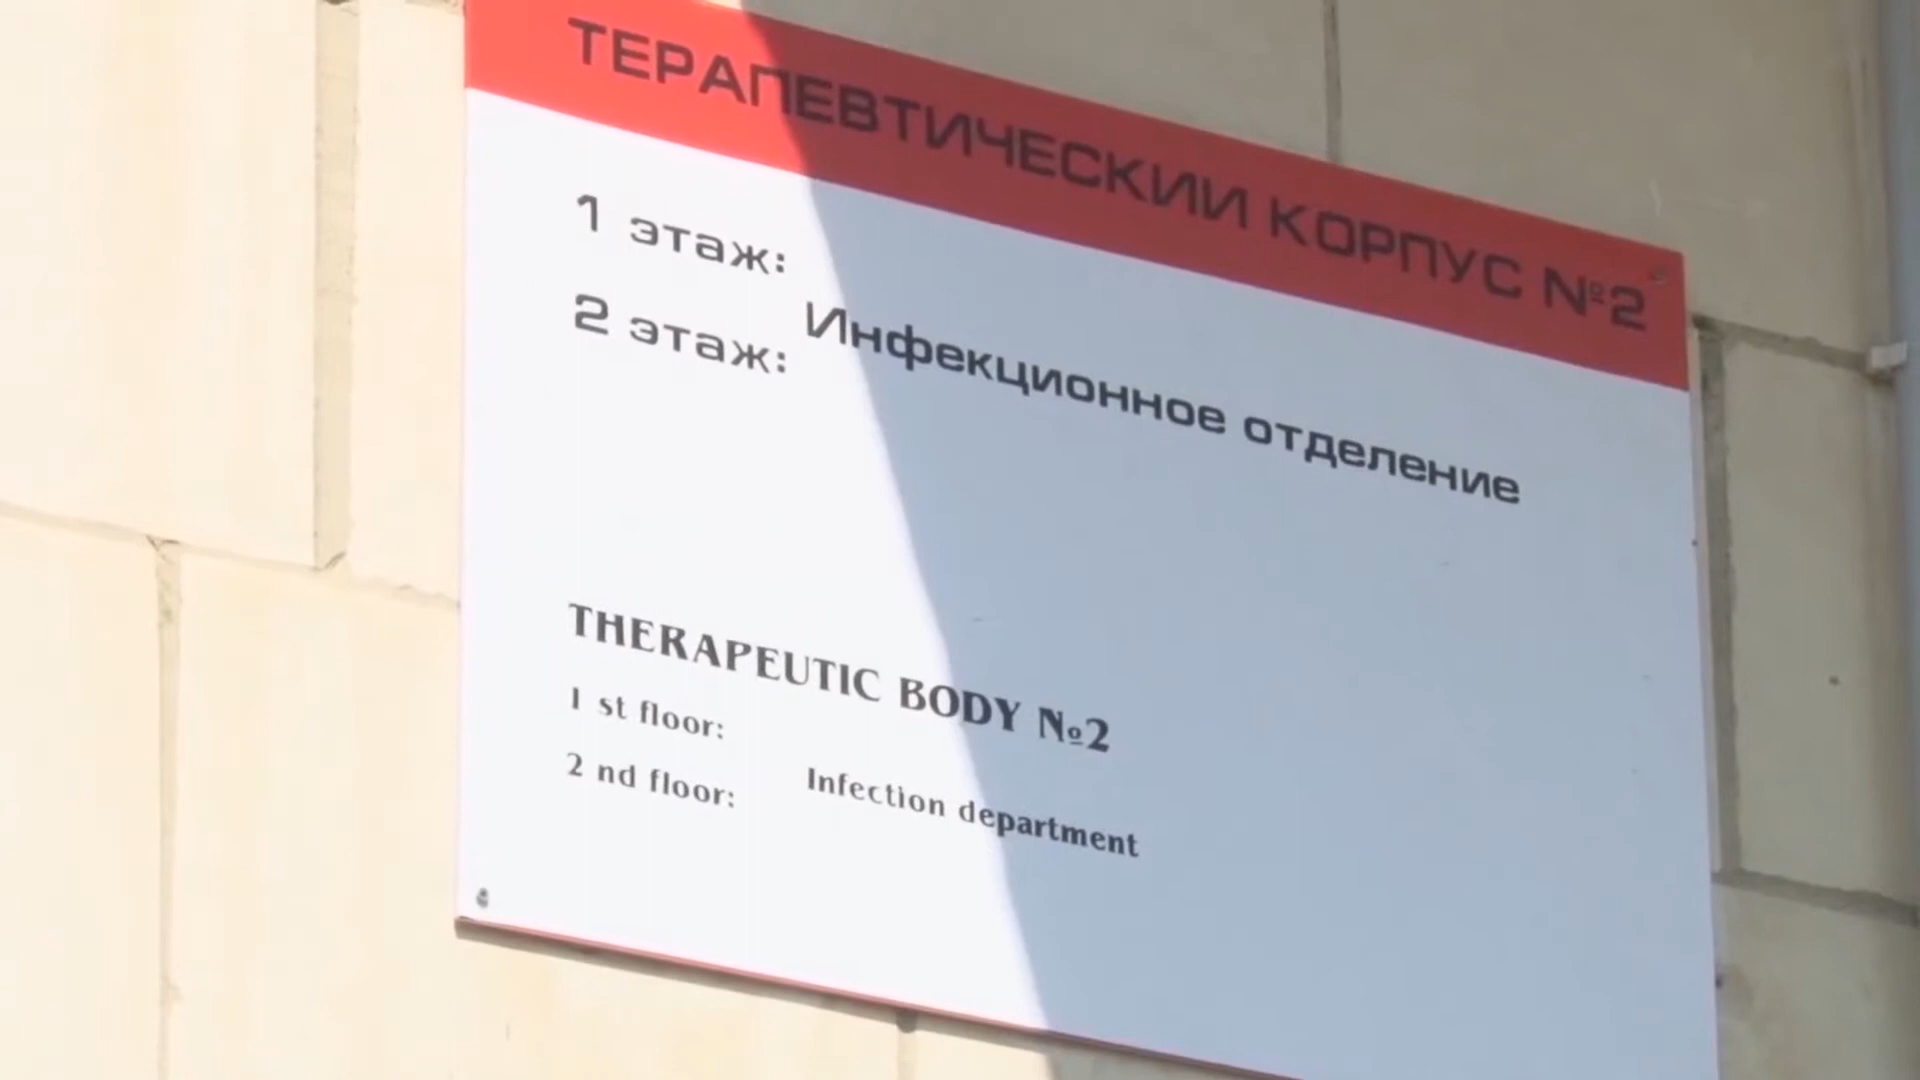 ТЕРАПЕВТИЧЕСКИИ КОРПУС №2
1 этаж:
Инфекционное отделение
2 этаж:
THERAPEUTIC BODY №2
1 st floor:
Infection department
2 nd floor: